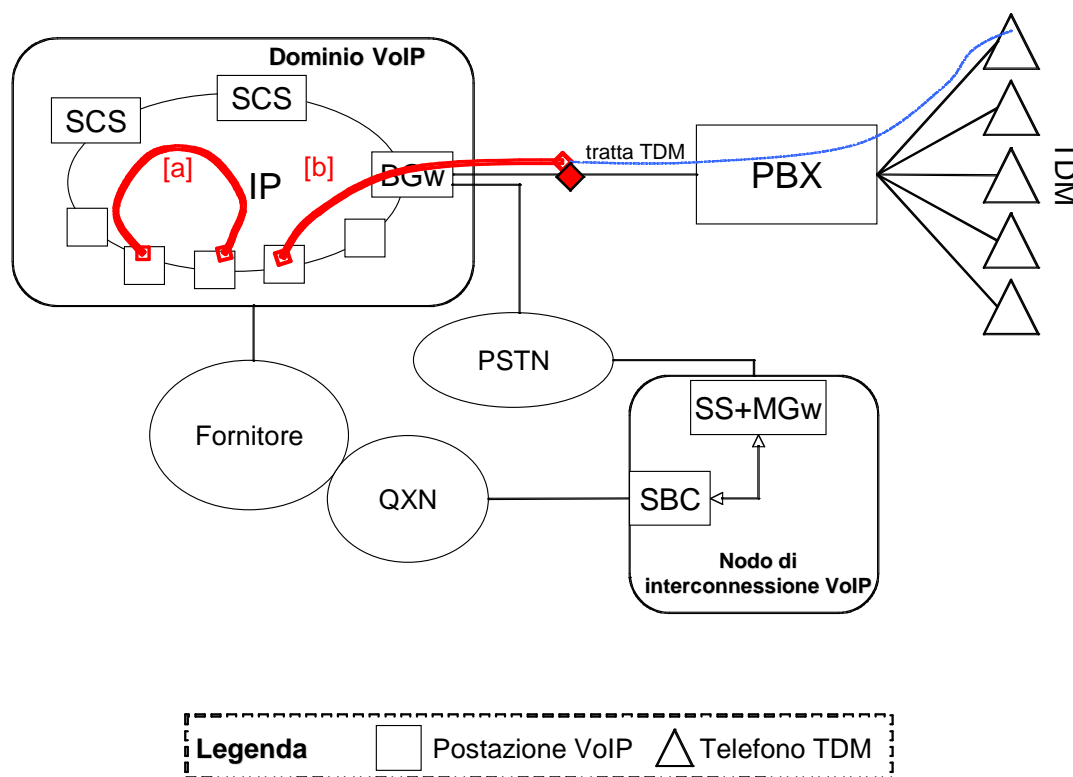 Dominio VoIP
SCS
SCS
[a]
[b]
IP
BGw
tratta TDM
PBX
TDM
PSTN
SS+MGw
Fornitore
QXN
SBC
Nodo di
interconnessione VoIP
Legenda
Postazione VoIP
Telefono TDM